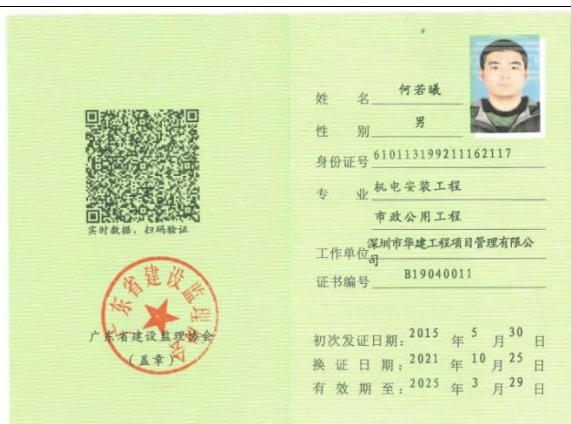 实时数据，扫码验证
广东省建设监理协会
广东省建设监理协会
（盖章）
姓 名 何若曦
性 别 男
身份证号 610113199211162117
专 业 机电安装工程
市政公用工程
工作单位 深圳市华建工程项目管理有限公
司
证书编号 B19040011
初次发证日期：2015 年 5 月 30 日
换 证 日 期：2021 年 10 月 25 日
有 效 期 至：2025 年 3 月 29 日